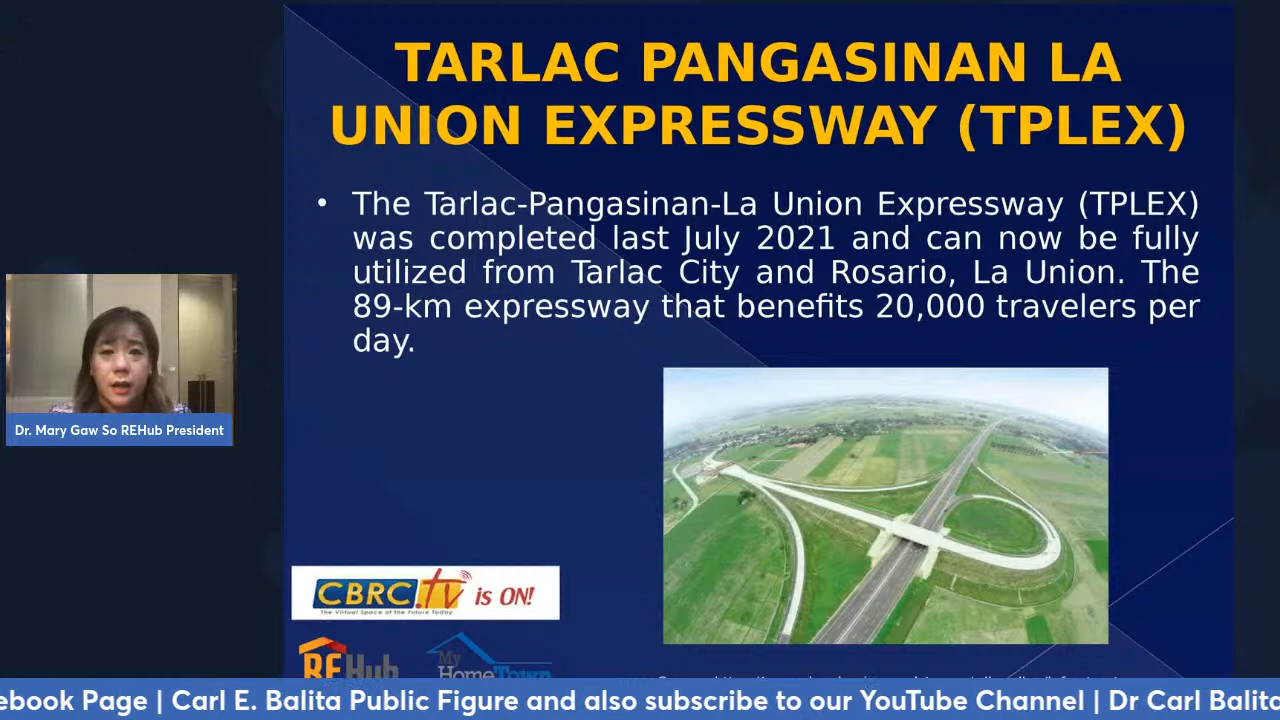 TARLAC PANGASINAN LA
UNION EXPRESSWAY (TPLEX)
• The Tarlac-Pangasinan-La Union Expressway (TPLEX)
was completed last July 2021 and can now be fully
utilized from Tarlac City and Rosario, La Union. The
89-km expressway that benefits 20,000 travelers per
day.
Dr. Mary Gaw So REHub President
CBRC.tv is ON!
The Virtual Space of the Future Today
REHub
My
HomeTown
ebook Page | Carl E. Balita Public Figure and also subscribe to our YouTube Channel | Dr Carl Balita